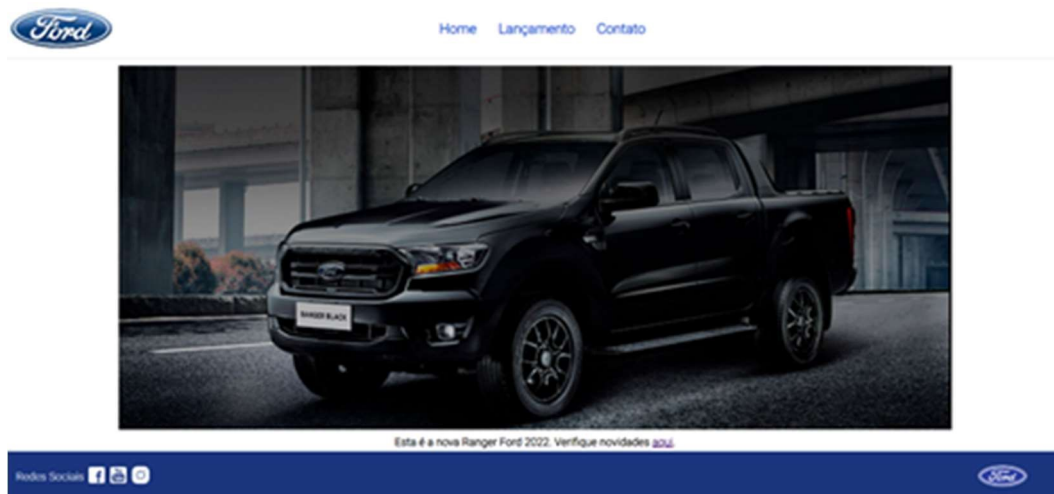 Ford
Home Lançamento Contato
RANGER BLACK
Esta é a nova Ranger Ford 2022. Verifique novidades aqui.
Redes Sociais
Ford